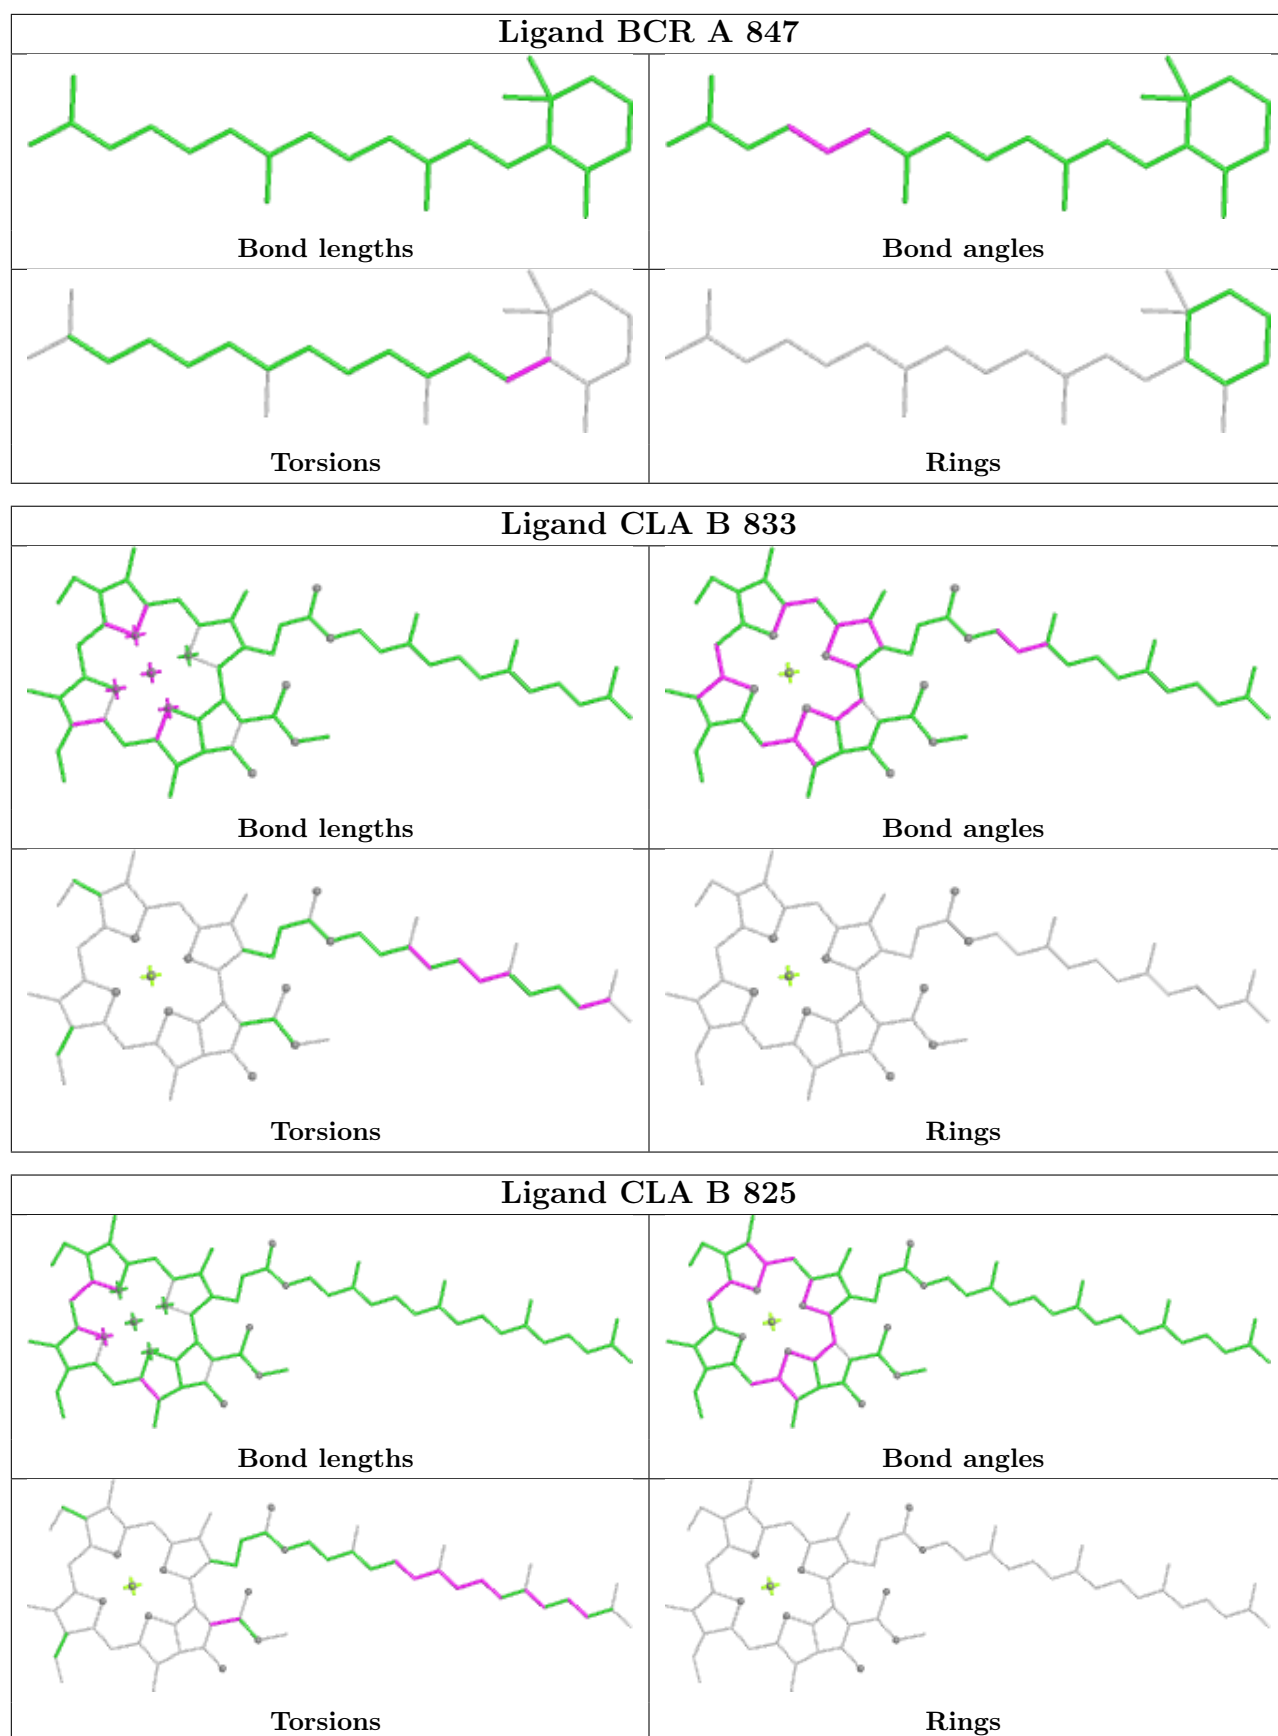 Ligand BCR A 847
Bond lengths
Bond angles
Torsions
Rings
Ligand CLA B 833
Bond lengths
Bond angles
Torsions
Rings
Ligand CLA B 825
Bond lengths
Bond angles
Torsions
Rings